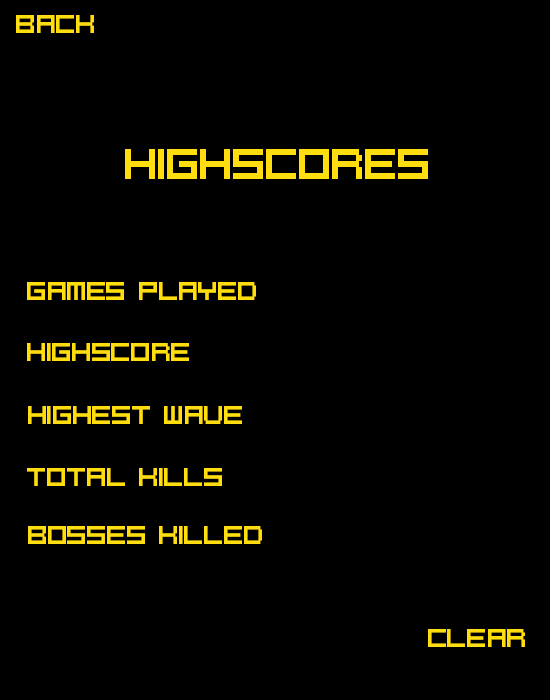 BACK
HIGHSCORES
GAMES PLAYED
HIGHSCORE
HIGHEST WAVE
TOTAL KILLS
BOSSES KILLED
CLEAR